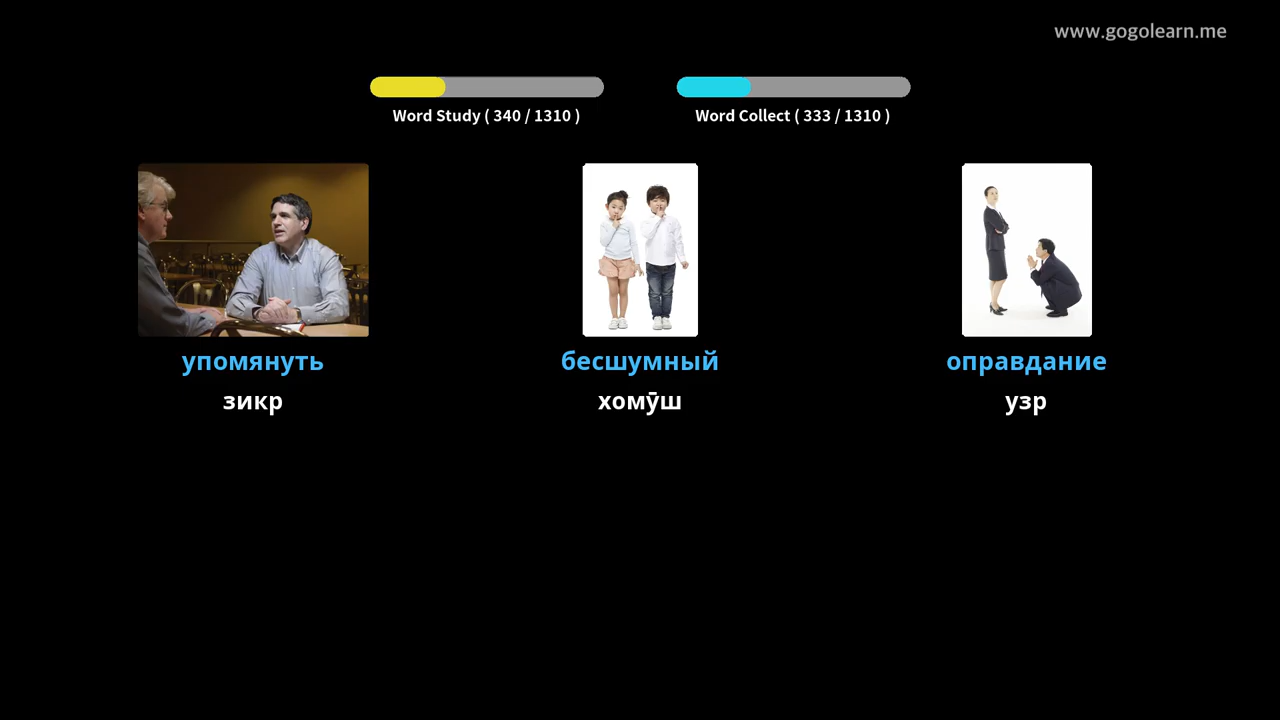 www.gogolearn.me
Word Study ( 340 / 1310 )
Word Collect ( 333 / 1310 )
упомянуть
бесшумный
оправдание
зикр
хомӯш
узр